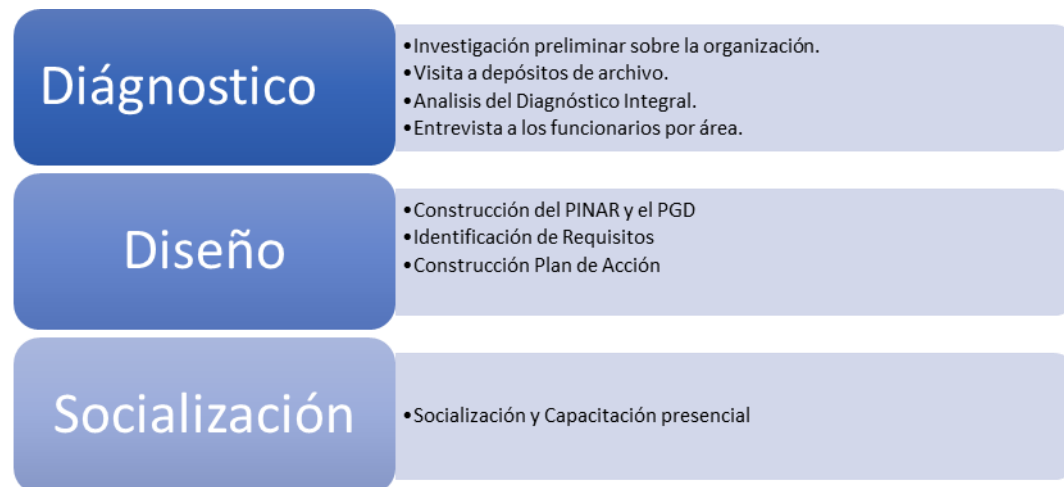 Diágnostico
•Investigación preliminar sobre la organización.
•Visita a depósitos de archivo.
•Analisis del Diagnóstico Integral.
•Entrevista a los funcionarios por área.
Diseño
•Construcción del PINAR y el PGD
•Identificación de Requisitos
•Construcción Plan de Acción
Socialización
•Socialización y Capacitación presencial